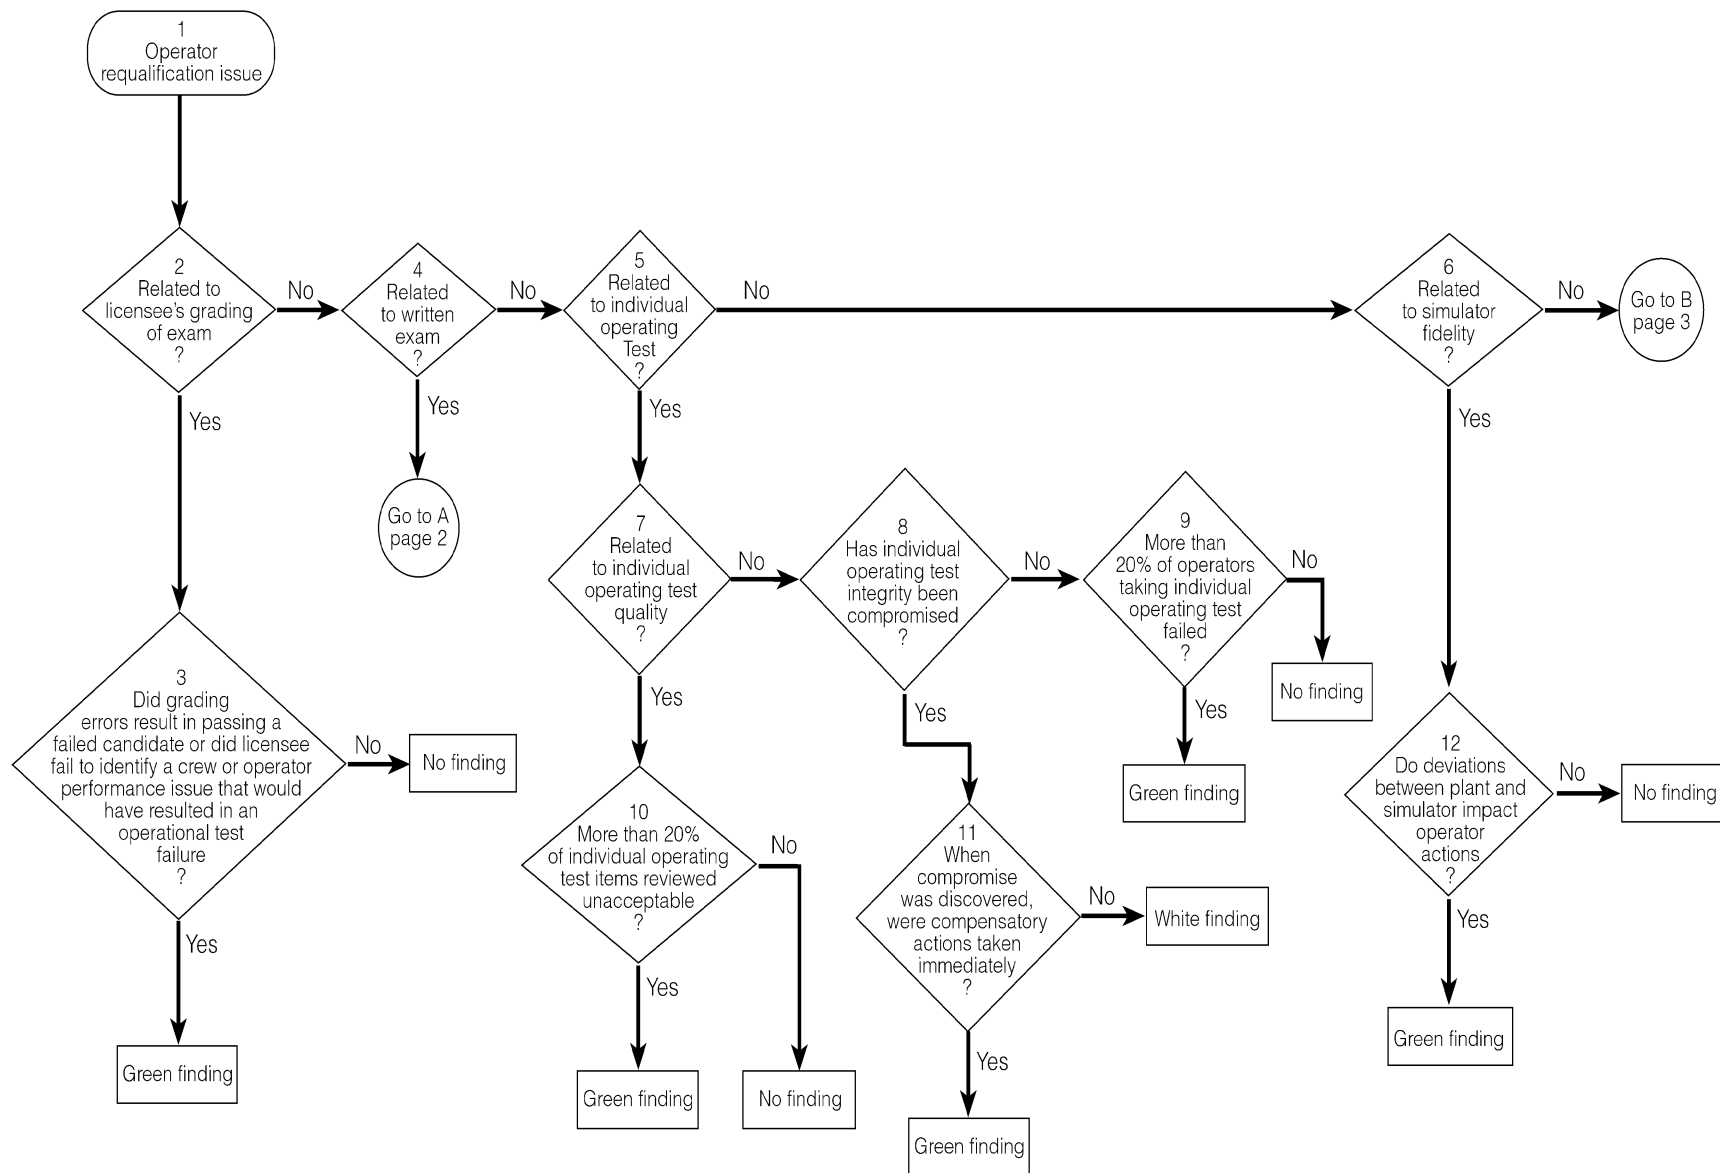 1
Operator
requalification issue
2
Related to
licensee's grading
of exam
?
No
4
Related
to written
exam
?
No
5
Related
to individual
operating
Test
?
No
6
Related
to simulator
fidelity
?
No
Go to B
page 3
Yes
Yes
Go to A
page 2
Yes
Yes
7
Related
to individual
operating test
quality
?
No
8
Has individual
operating test
integrity been
compromised
?
No
9
More than
20% of operators
taking individual
operating test
failed
?
No
No finding
Yes
Green finding
3
Did grading
errors result in passing a
failed candidate or did licensee
fail to identify a crew or operator
performance issue that would
have resulted in an
operational test
failure
?
No
No finding
Yes
Green finding
Yes
10
More than 20%
of individual operating
test items reviewed
unacceptable
?
No
No finding
Yes
Green finding
Yes
11
When
compromise
was discovered,
were compensatory
actions taken
immediately
?
No
White finding
Yes
Green finding
12
Do deviations
between plant and
simulator impact
operator
actions
?
No
No finding
Yes
Green finding